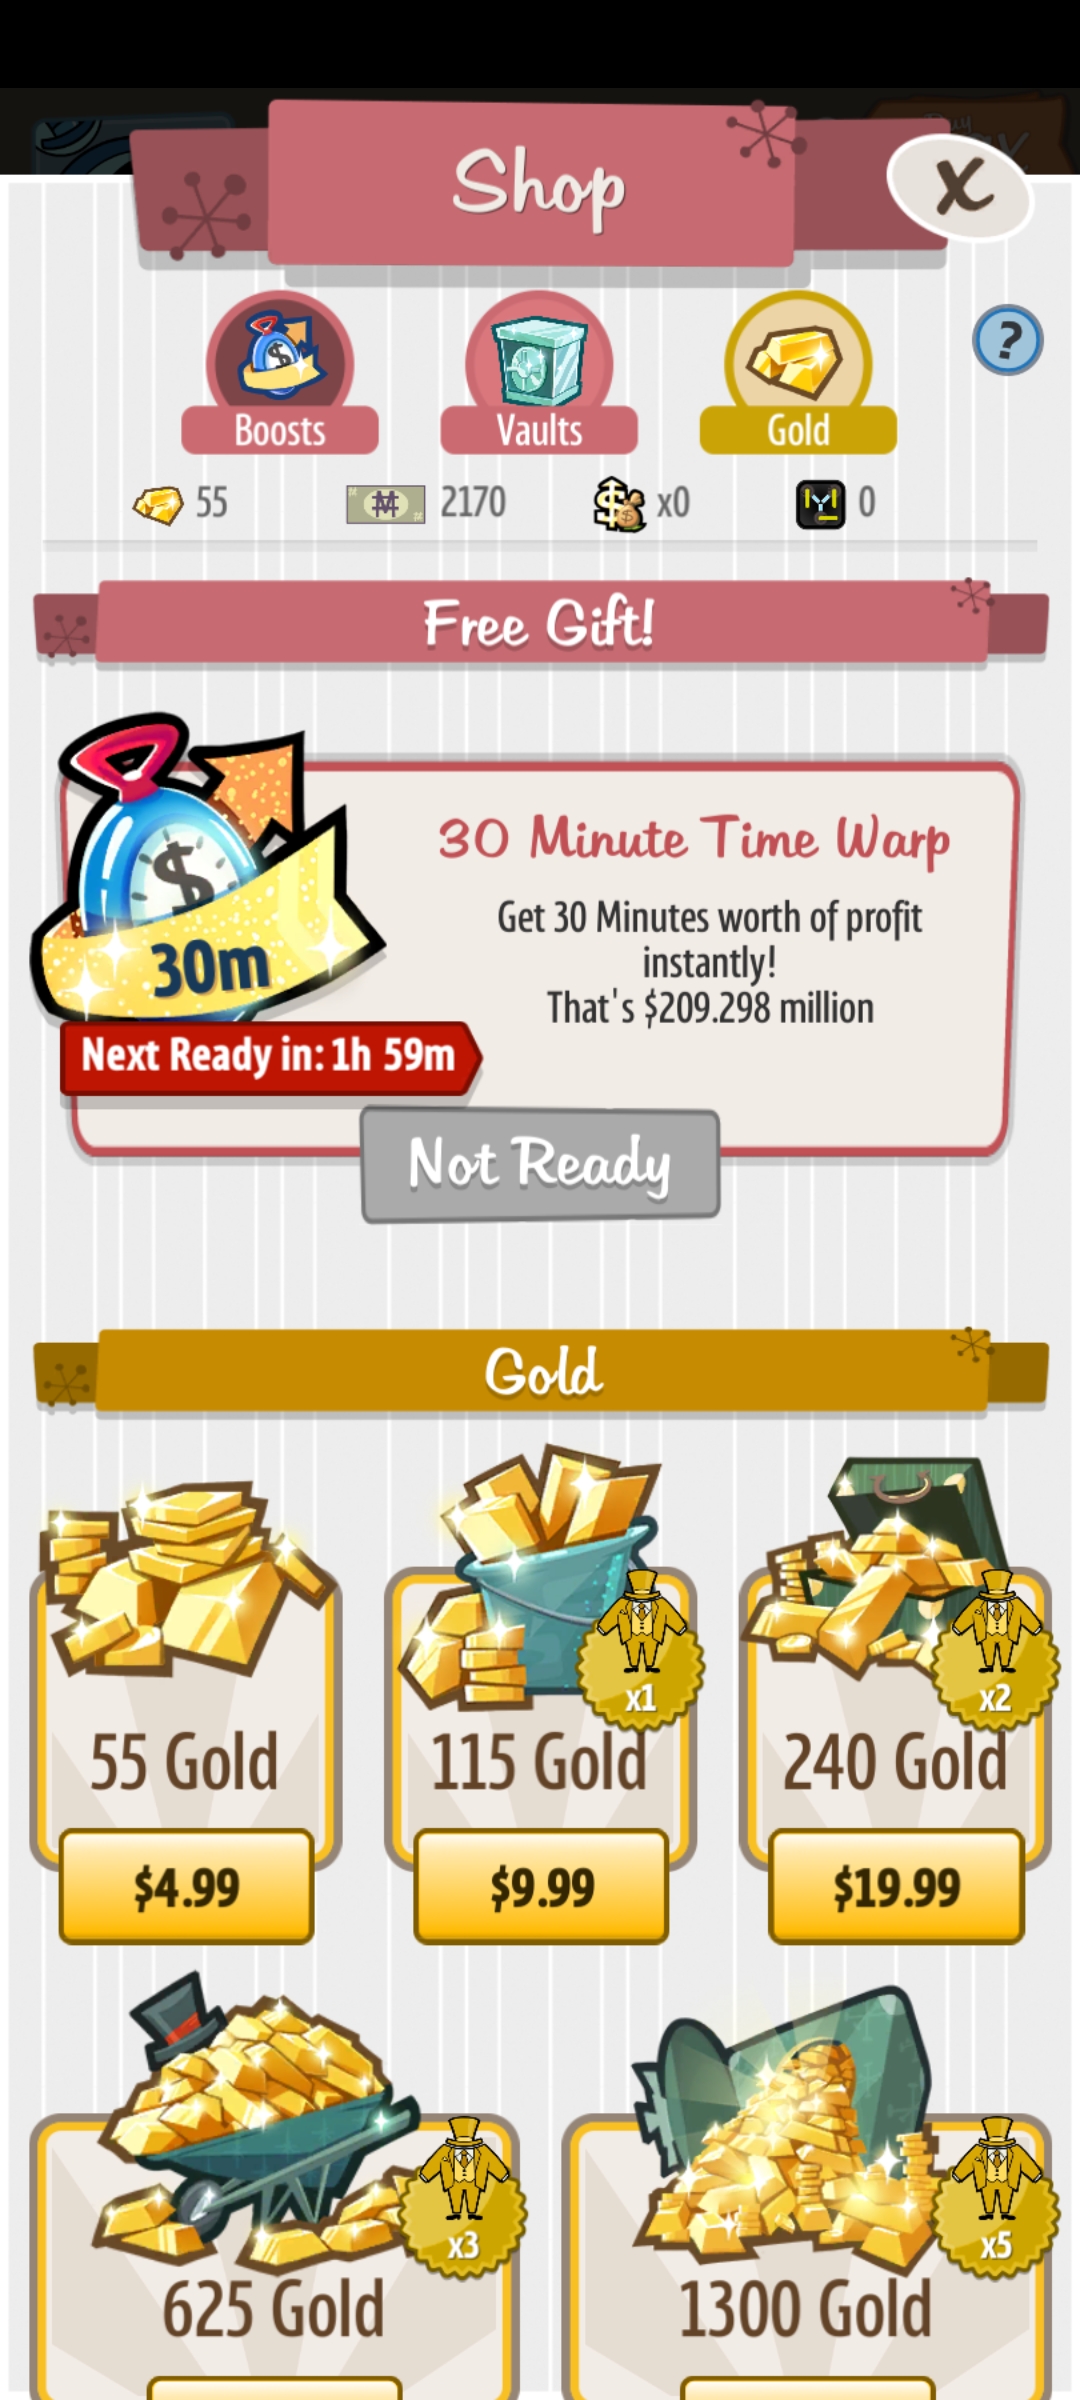 Shop
X
?
Boosts
Vaults
Gold
55
2170
x0
0
Free Gift!
30 Minute Time Warp
Get 30 Minutes worth of profit
instantly!
That's $209.298 million
$
30m
Next Ready in: 1h 59m
Not Ready
Gold
x1
x2
55 Gold
115 Gold
240 Gold
$4.99
$9.99
$19.99
x3
x5
625 Gold
1300 Gold